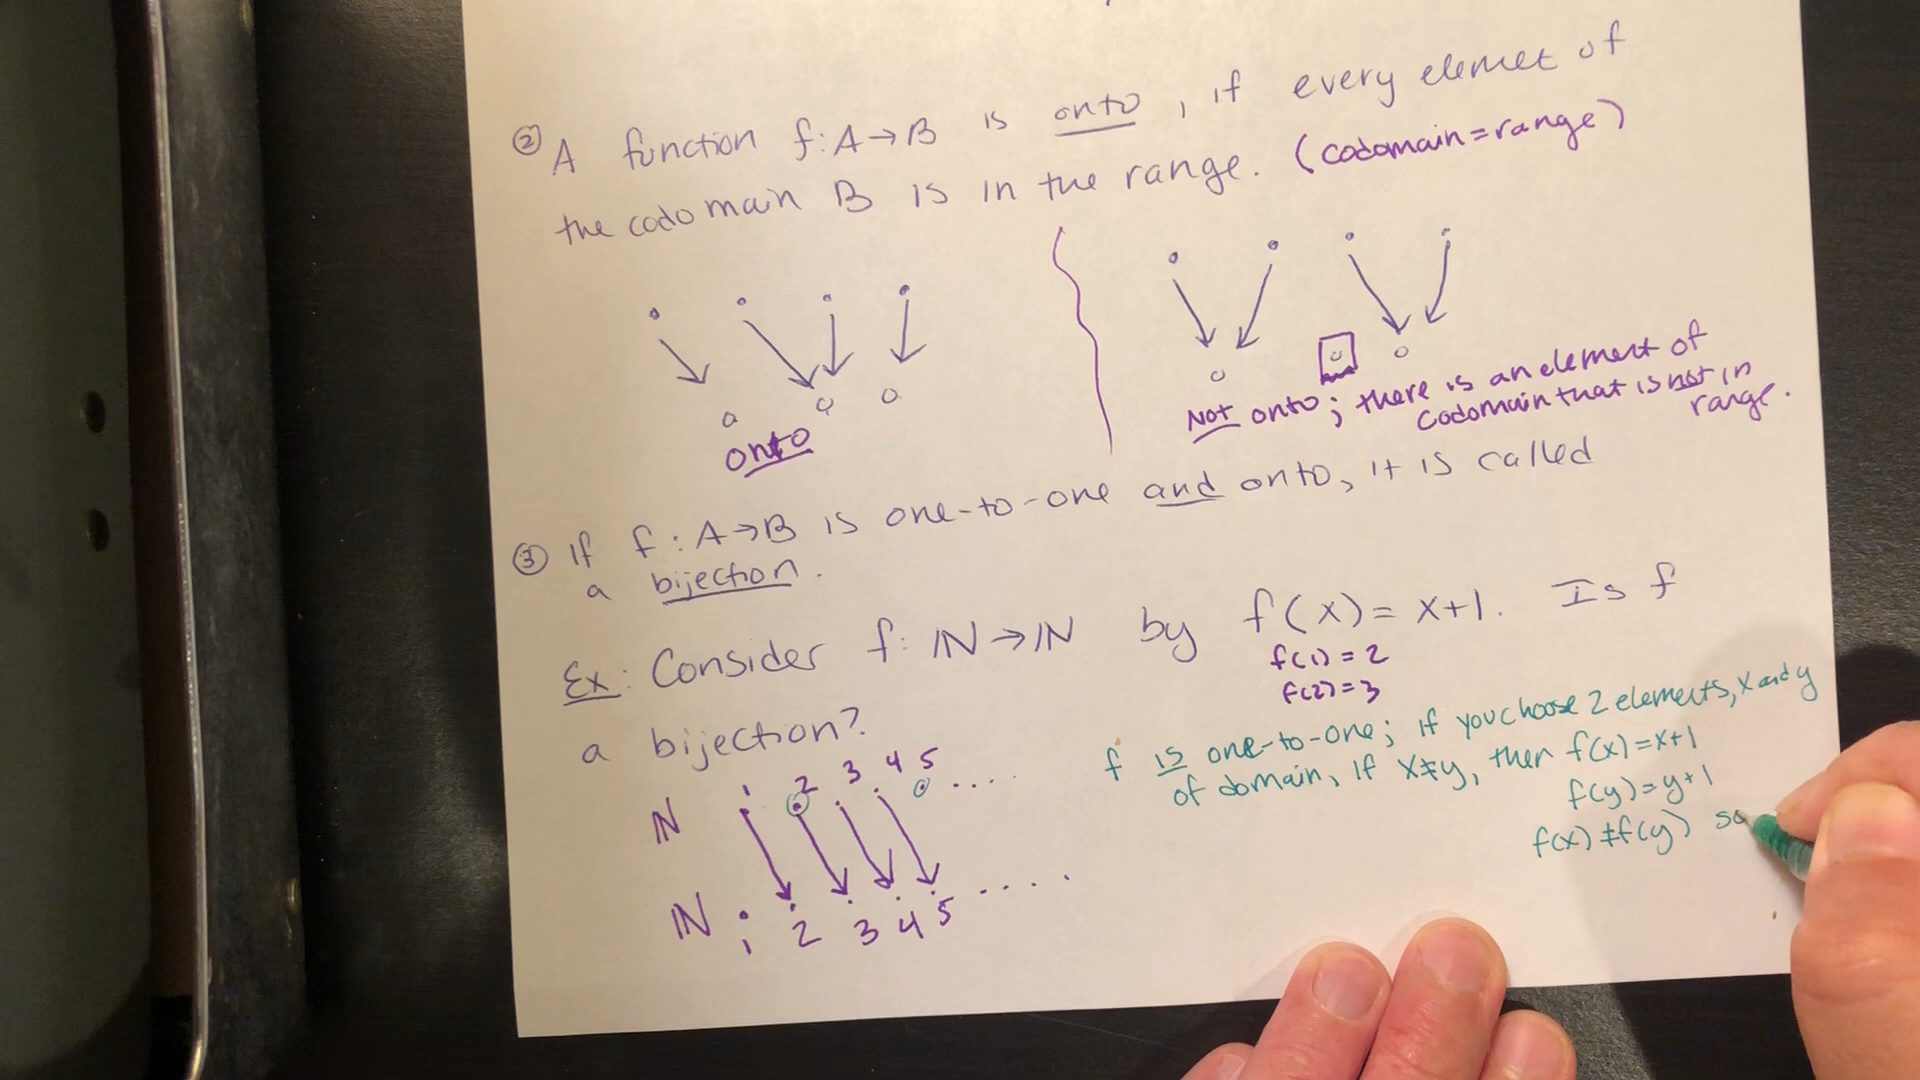 ② A function f:A→B is onto, if every elemet of
the codomain B is in the range. (codomain=range)
onto
Not onto; there is an element of
codomain that is not in
range.
③ If f:A→B is one-to-one and onto, it is called
a bijection.
Ex: Consider f: ℕ→ℕ by f(x)= x+1. Is f
f(1)=2
f(2)=3
a bijection?
f is one-to-one; if you choose 2 elements, x and y
of domain, if x≠y, then f(x)=x+1
f(y)=y+1
f(x)≠f(y) so
1 2 3 4 5 ....
ℕ
ℕ
1 2 3 4 5 ....